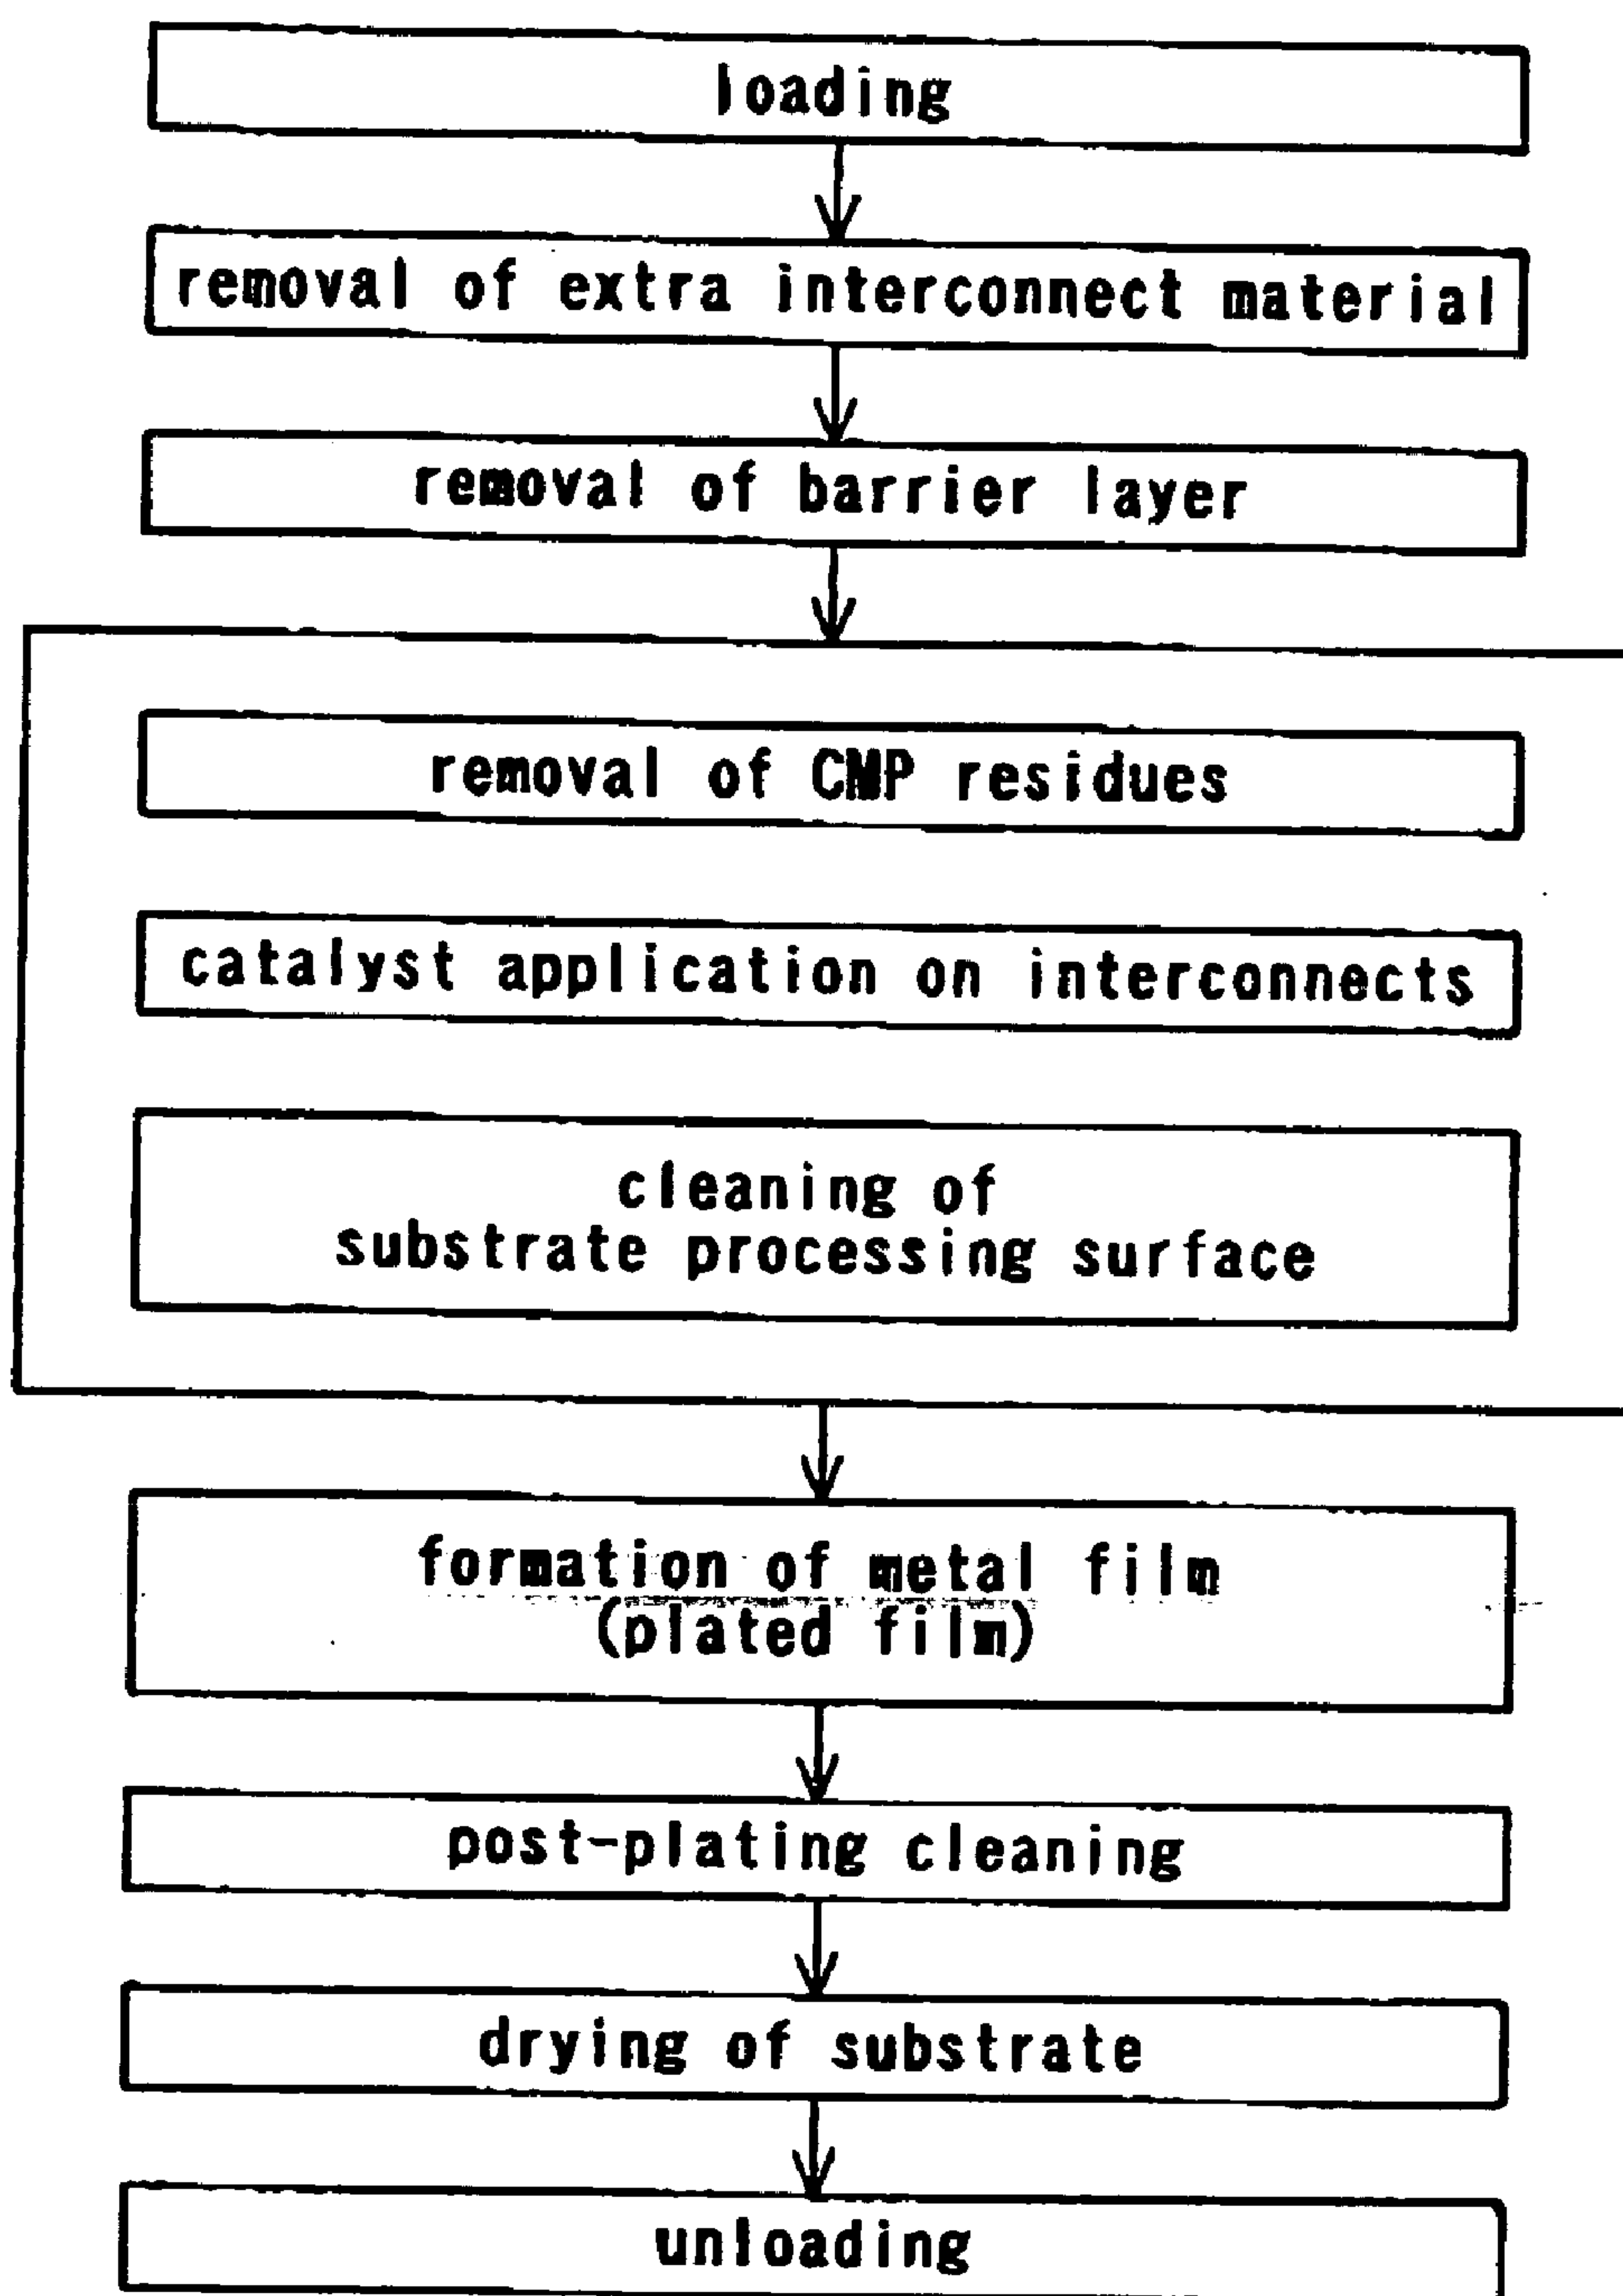 loading
removal of extra interconnect material
removal of barrier layer
removal of CMP residues
catalyst application on interconnects
cleaning of
substrate processing surface
formation of metal film
(plated film)
post-plating cleaning
drying of substrate
unloading